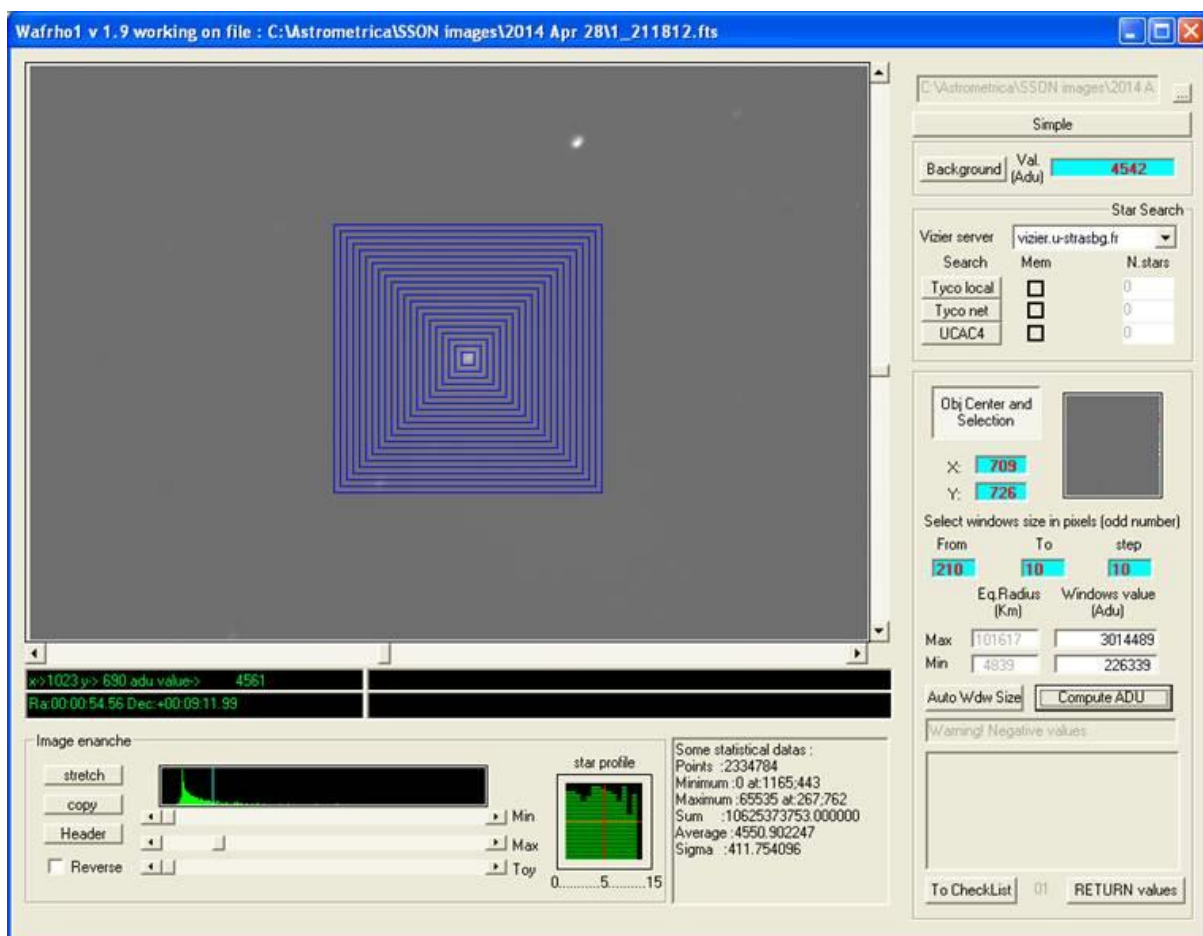 Wafrho1 v 1.9 working on file : C:\Astrometrica\SSON images\2014 Apr 28\1_211812.fts
C:\Astrometrica\SSON images\2014 A
...
Simple
Background
Val.
(Adu)
4542
Star Search
Vizier server
vizier.u-strasbg.fr
Search Mem N.stars
Tyco local 0
Tyco net 0
UCAC4 0
Obj Center and
Selection
X: 709
Y: 726
Select windows size in pixels (odd number)
From To step
210 10 10
Eq.Radius Windows value
(Km) (Adu)
Max 101617 3014489
Min 4839 226339
Auto Wdw Size Compute ADU
Warning! Negative values
To CheckList 01 RETURN values
x->1023 y-> 690 adu value-> 4561
Ra:00:00:54.56 Dec:+00:09:11.99
Image enanche
stretch
copy
Header
Reverse
Min
Max
Toy
star profile
0..........5..........15
Some statistical datas :
Points :2334784
Minimum :0 at:1165;443
Maximum :65535 at:267;762
Sum :10625373753.000000
Average :4550.902247
Sigma :411.754096